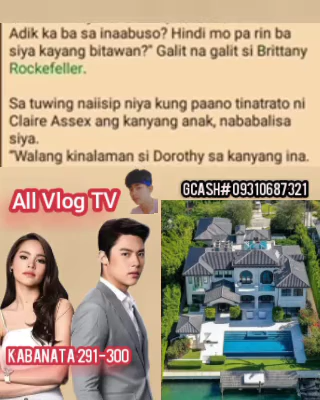 Adik ka ba sa inaabuso? Hindi mo pa rin ba
siya kayang bitawan?" Galit na galit si Brittany
Rockefeller.
Sa tuwing naiisip niya kung paano tinatrato ni
Claire Assex ang kanyang anak, nababalisa
siya.
"Walang kinalaman si Dorothy sa kanyang ina.
All Vlog TV
GCASH# 09310687321
KABANATA 291-300